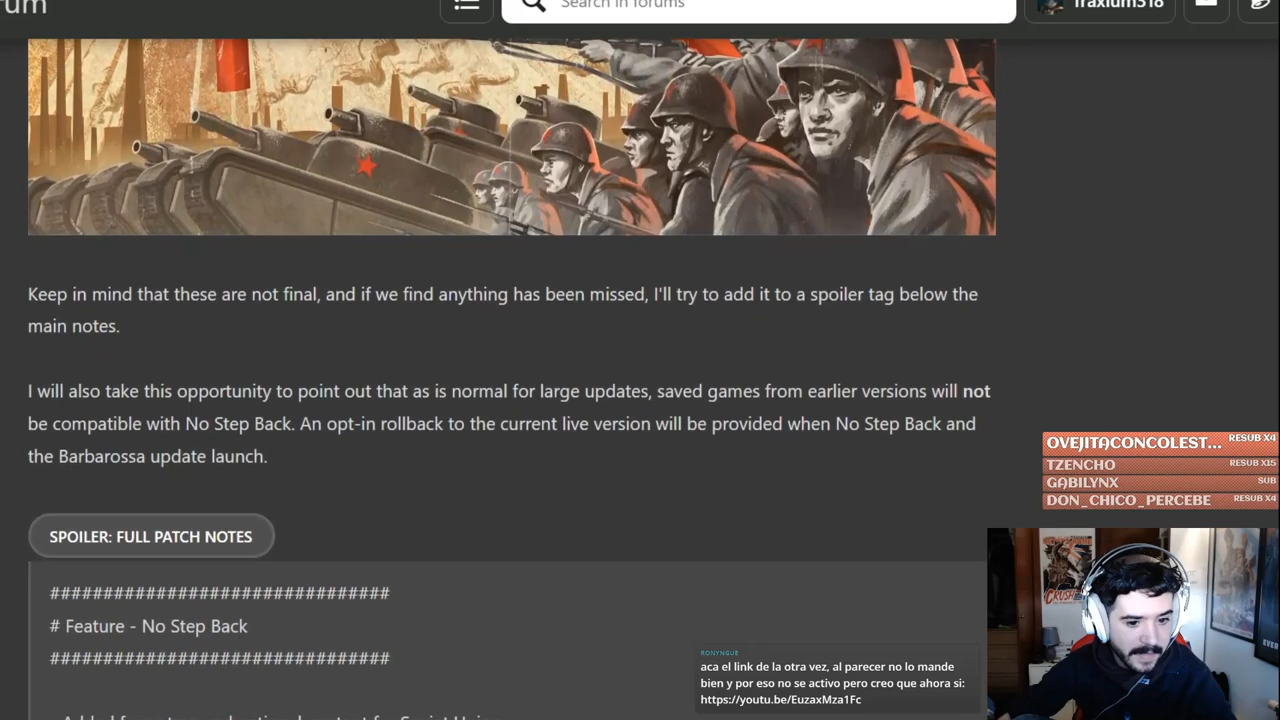 Search in forums
fraxium318
Keep in mind that these are not final, and if we find anything has been missed, I'll try to add it to a spoiler tag below the
main notes.
I will also take this opportunity to point out that as is normal for large updates, saved games from earlier versions will not
be compatible with No Step Back. An opt-in rollback to the current live version will be provided when No Step Back and
the Barbarossa update launch.
SPOILER: FULL PATCH NOTES
################################
# Feature - No Step Back
################################
OVEJITACONCOLEST... RESUB X4
TZENCHO RESUB X15
GABILYNX SUB
DON_CHICO_PERCEBE RESUB X4
RONYNGUE
aca el link de la otra vez, al parecer no lo mande
bien y por eso no se activo pero creo que ahora si:
https://youtu.be/EuzaxMza1Fc
CRUSH
EVER